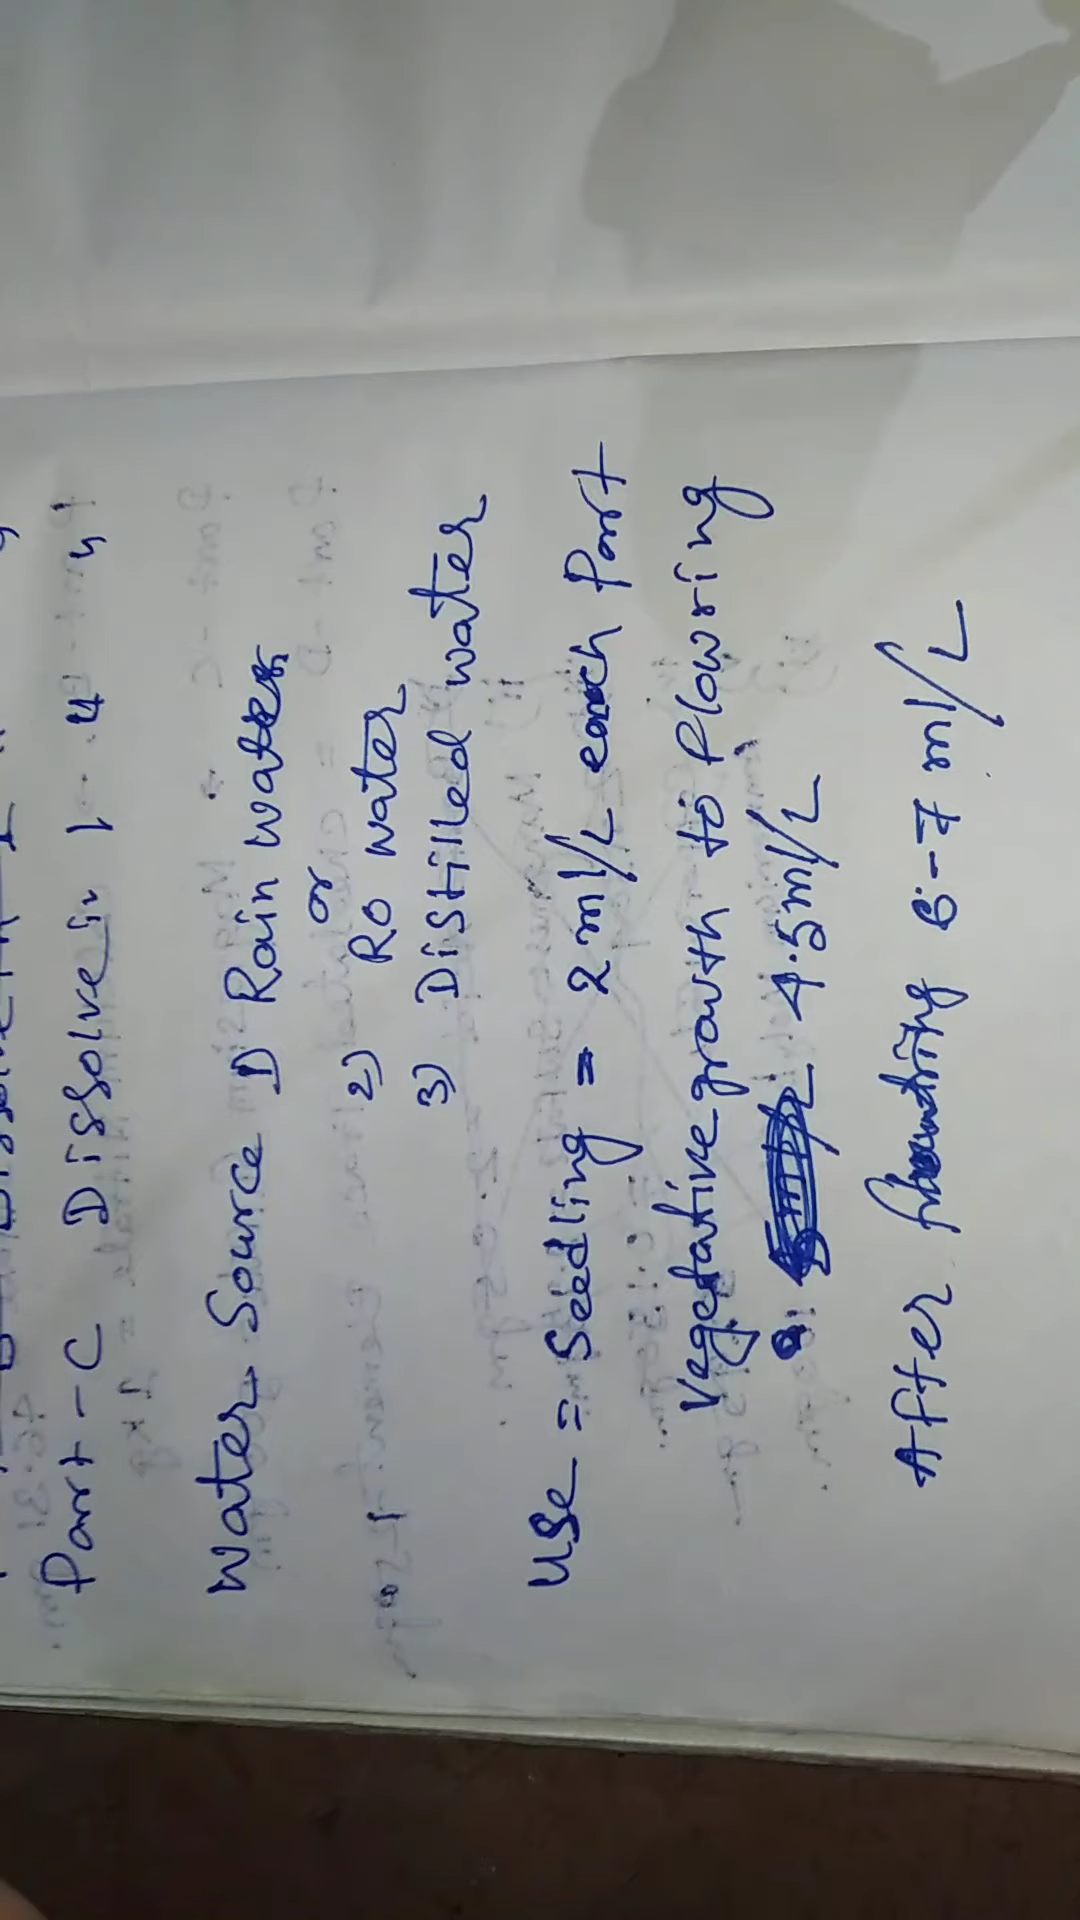 Part-C Dissolve in 1 " "
Water Source 1) Rain water
or
2) RO water
3) Distilled water
Use = Seedling = 2 ml/L each Part
Vegetative growth to flowring
4.5 ml/L
After 6-7 ml/L